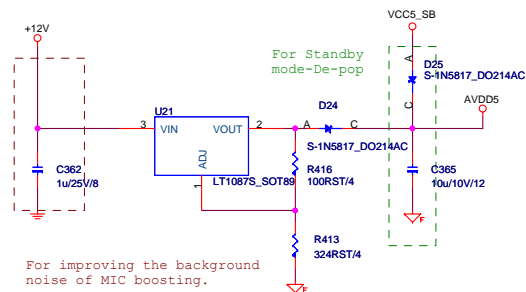 VCC5_SB
+12V
For Standby
mode-De-pop
A
D25
S-1N5817_DO214AC
C
AVDD5
U21
D24
3
VIN
VOUT
2
A
C
S-1N5817_DO214AC
ADJ
1
LT1087S_SOT89
C362
1u/25V/8
R416
100RST/4
C365
10u/10V/12
R413
324RST/4
F
F
For improving the background
noise of MIC boosting.